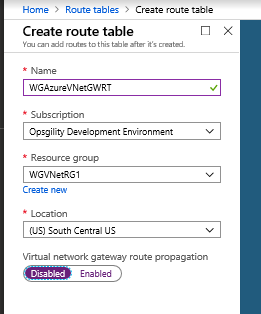 Home > Route tables > Create route table
Create route table
You can add routes to this table after it's created.
* Name
WGAzureVNetGWRT
* Subscription
Opsgility Development Environment
* Resource group
WGVNetRG1
Create new
* Location
(US) South Central US
Virtual network gateway route propagation
Disabled Enabled